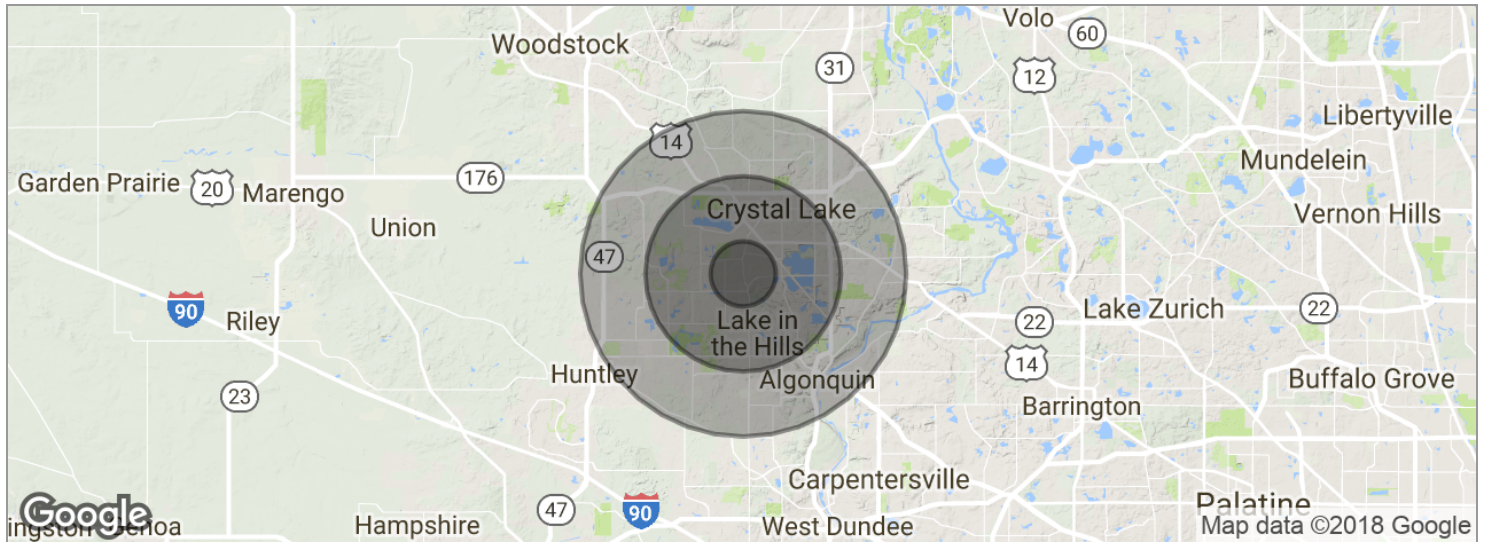 Volo
Woodstock
60
31
12
Libertyville
14
Mundelein
176
Garden Prairie
20
Marengo
Crystal Lake
Vernon Hills
Union
47
90
Lake Zurich
22
Riley
Lake in
the Hills
22
14
Huntley
Algonquin
Buffalo Grove
23
Barrington
Carpentersville
Palatine
47
90
Google
Hampshire
West Dundee
Map data ©2018 Google